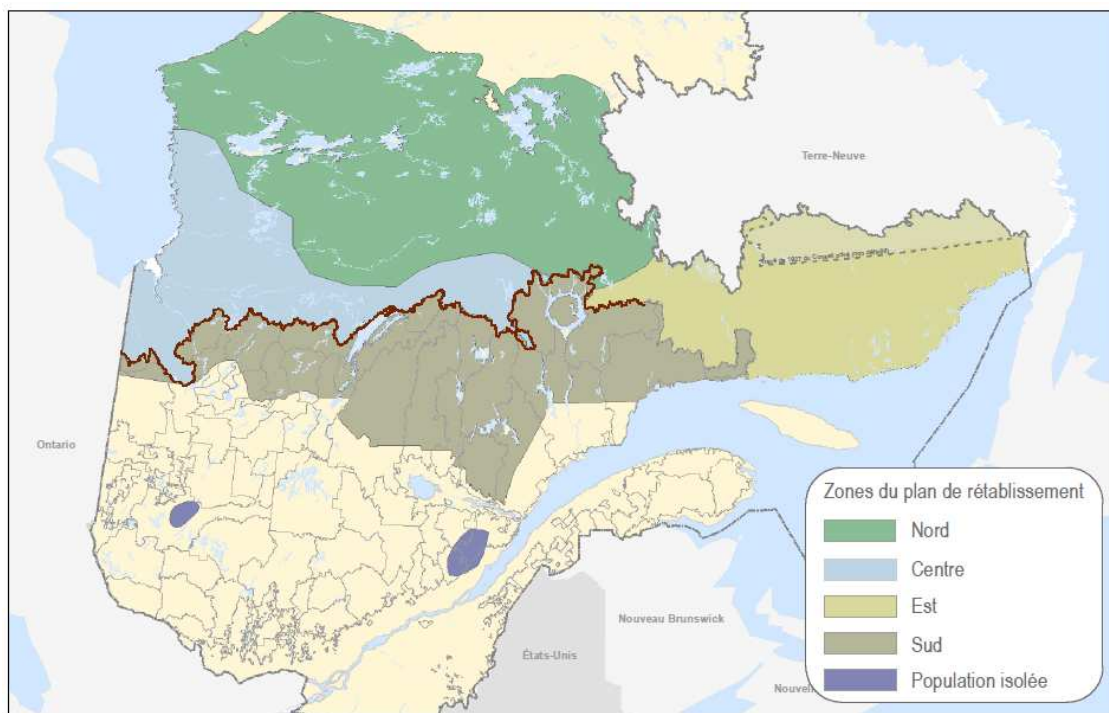 Terre-Neuve
Ontario
Nouveau Brunswick
États-Unis
Zones du plan de rétablissement
Nord
Centre
Est
Sud
Population isolée